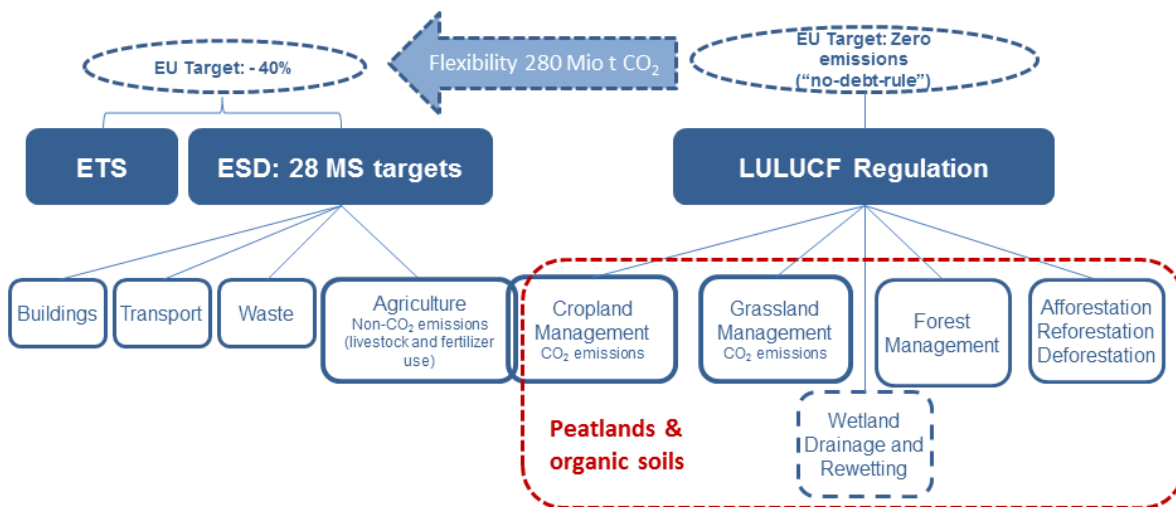 EU Target: - 40%
Flexibility 280 Mio t CO₂
EU Target: Zero
emissions
(“no-debt-rule”)
ETS
ESD: 28 MS targets
LULUCF Regulation
Buildings
Transport
Waste
Agriculture
Non-CO₂ emissions
(livestock and fertilizer
use)
Cropland
Management
CO₂ emissions
Grassland
Management
CO₂ emissions
Forest
Management
Afforestation
Reforestation
Deforestation
Peatlands &
organic soils
Wetland
Drainage and
Rewetting